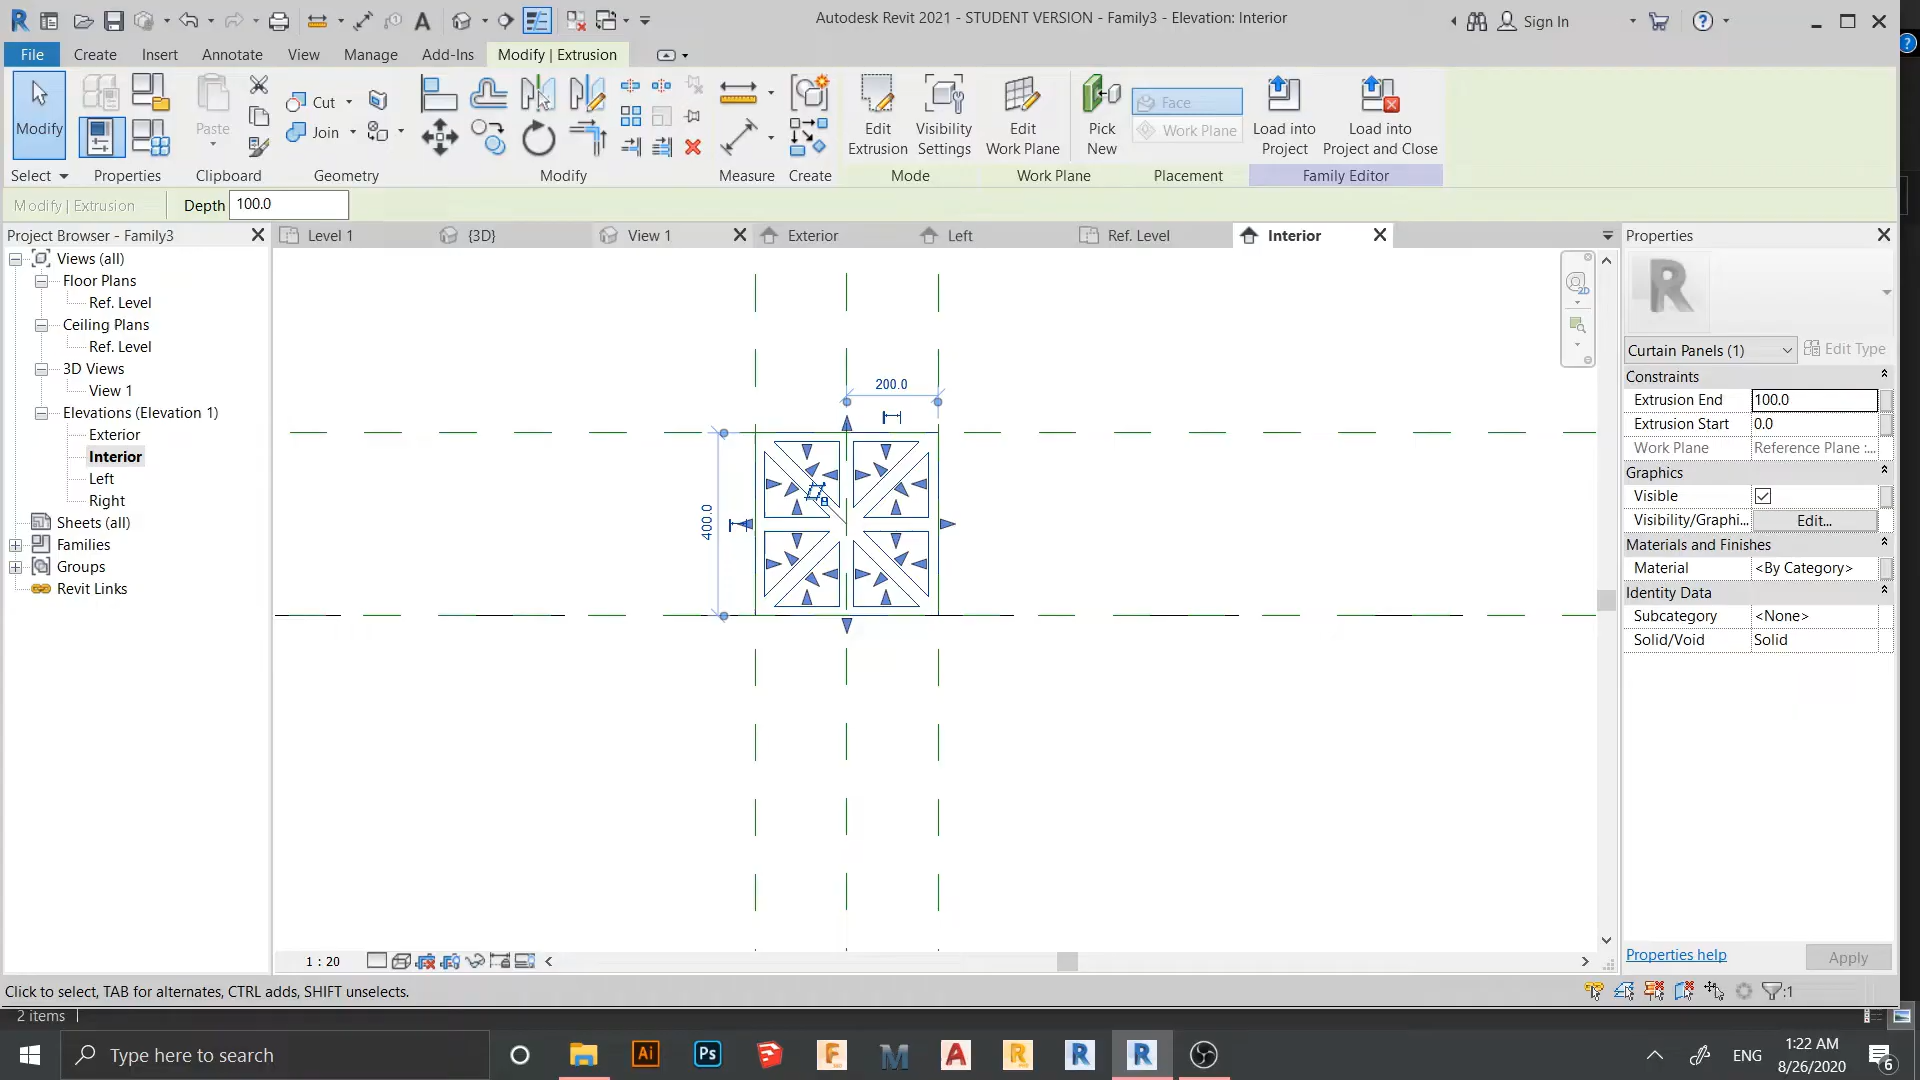 Autodesk Revit 2021 - STUDENT VERSION - Family3 - Elevation: Interior
Sign In
File Create Insert Annotate View Manage Add-Ins Modify | Extrusion
Modify
Paste
Cut
Join
Edit Extrusion
Visibility Settings
Edit Work Plane
Pick New
Face
Work Plane
Load into Project
Load into Project and Close
Select Properties Clipboard Geometry Modify Measure Create Mode Work Plane Placement Family Editor
Modify | Extrusion Depth 100.0
Project Browser - Family3
Level 1 {3D} View 1 Exterior Left Ref. Level Interior
Views (all)
Floor Plans
Ref. Level
Ceiling Plans
Ref. Level
3D Views
View 1
Elevations (Elevation 1)
Exterior
Interior
Left
Right
Sheets (all)
Families
Groups
Revit Links
2D
200.0
400.0
1 : 20
Properties
Curtain Panels (1) Edit Type
Constraints
Extrusion End 100.0
Extrusion Start 0.0
Work Plane Reference Plane :...
Graphics
Visible
Visibility/Graphi... Edit...
Materials and Finishes
Material <By Category>
Identity Data
Subcategory <None>
Solid/Void Solid
Properties help Apply
Click to select, TAB for alternates, CTRL adds, SHIFT unselects.
:1
2 items
Type here to search
Ai
Ps
ENG
1:22 AM
8/26/2020
6